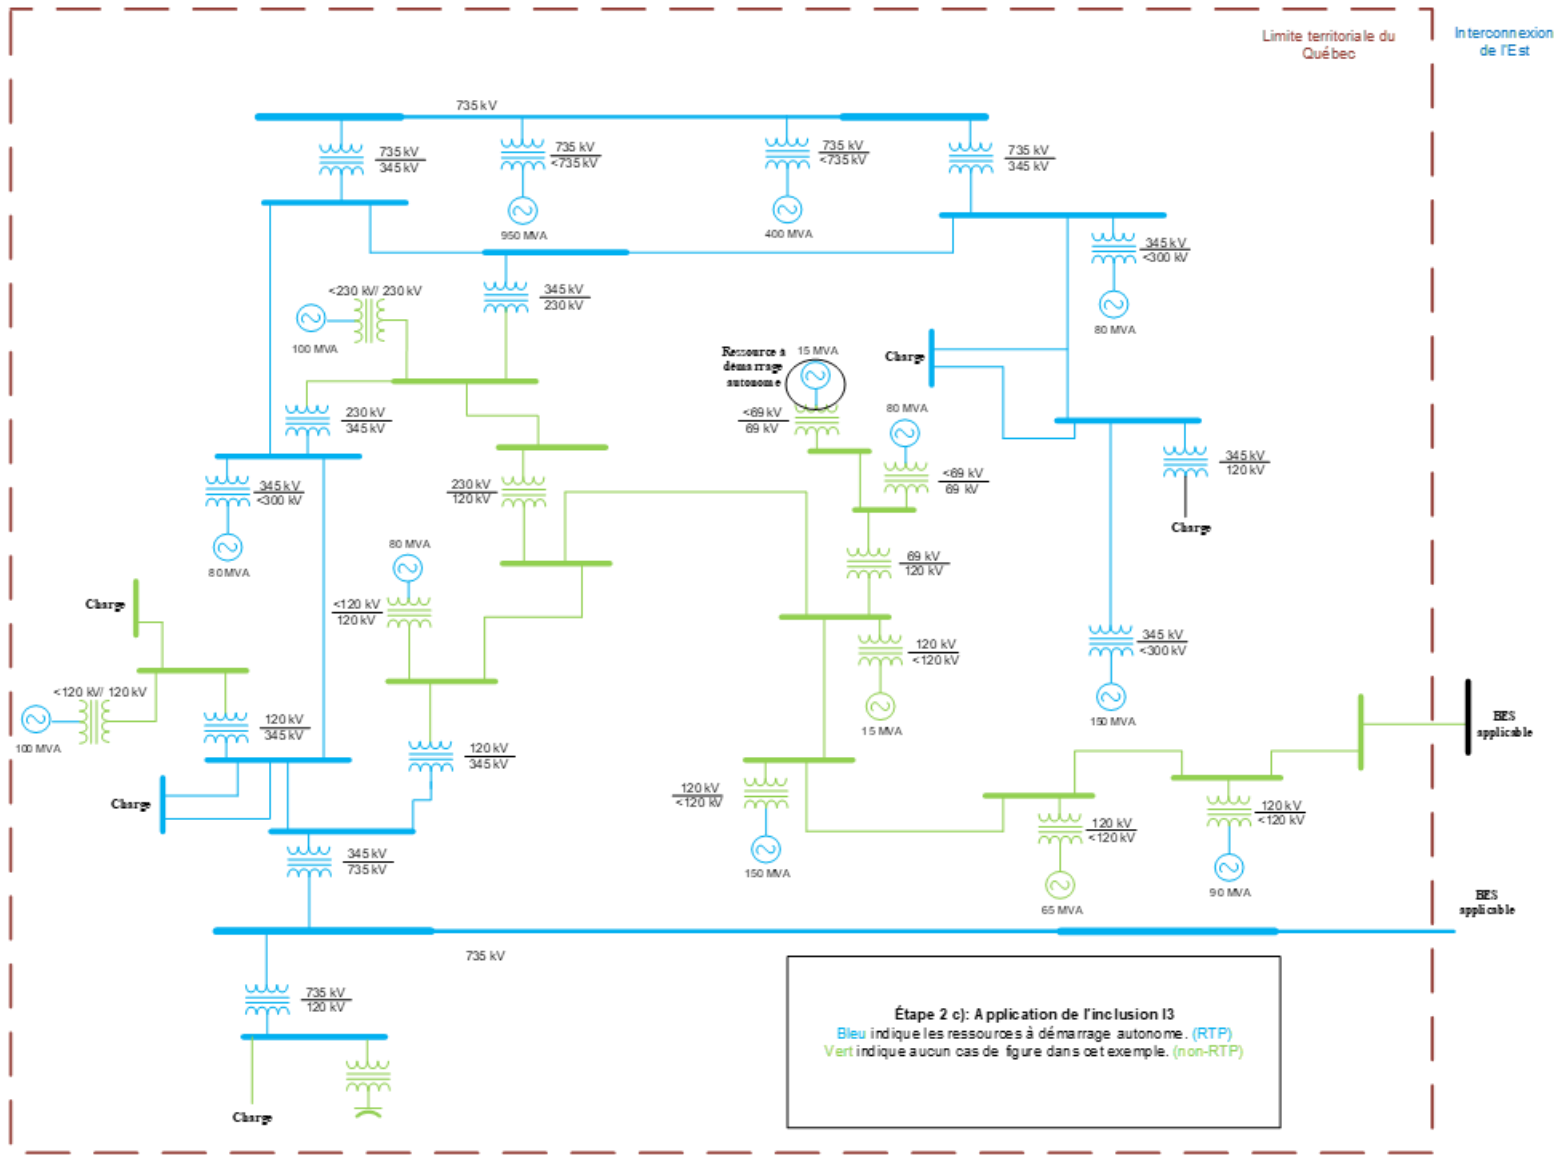 Limite territoriale du
Québec
Interconnexion
de l'Est
735 kV
735 kV
345 kV
735 kV
<735 kV
735 kV
<735 kV
735 kV
345 kV
950 MVA
400 MVA
345 kV
<300 kV
80 MVA
<230 kV/ 230 kV
100 MVA
345 kV
230 kV
Ressource à
démarrage
autonome
15 MVA
Charge
230 kV
345 kV
<69 kV
69 kV
80 MVA
345 kV
<300 kV
80 MVA
230 kV
120 kV
<69 kV
69 kV
345 kV
120 kV
Charge
80 MVA
<120 kV
120 kV
69 kV
120 kV
Charge
120 kV
<120 kV
15 MVA
345 kV
<300 kV
150 MVA
<120 kV/ 120 kV
100 MVA
120 kV
345 kV
120 kV
345 kV
BES
applicable
Charge
120 kV
<120 kV
150 MVA
120 kV
<120 kV
65 MVA
120 kV
<120 kV
90 MVA
345 kV
735 kV
BES
applicable
735 kV
735 kV
120 kV
Charge
Étape 2 c): Application de l'inclusion I3
Bleu indique les ressources à démarrage autonome. (RTP)
Vert indique aucun cas de figure dans cet exemple. (non-RTP)